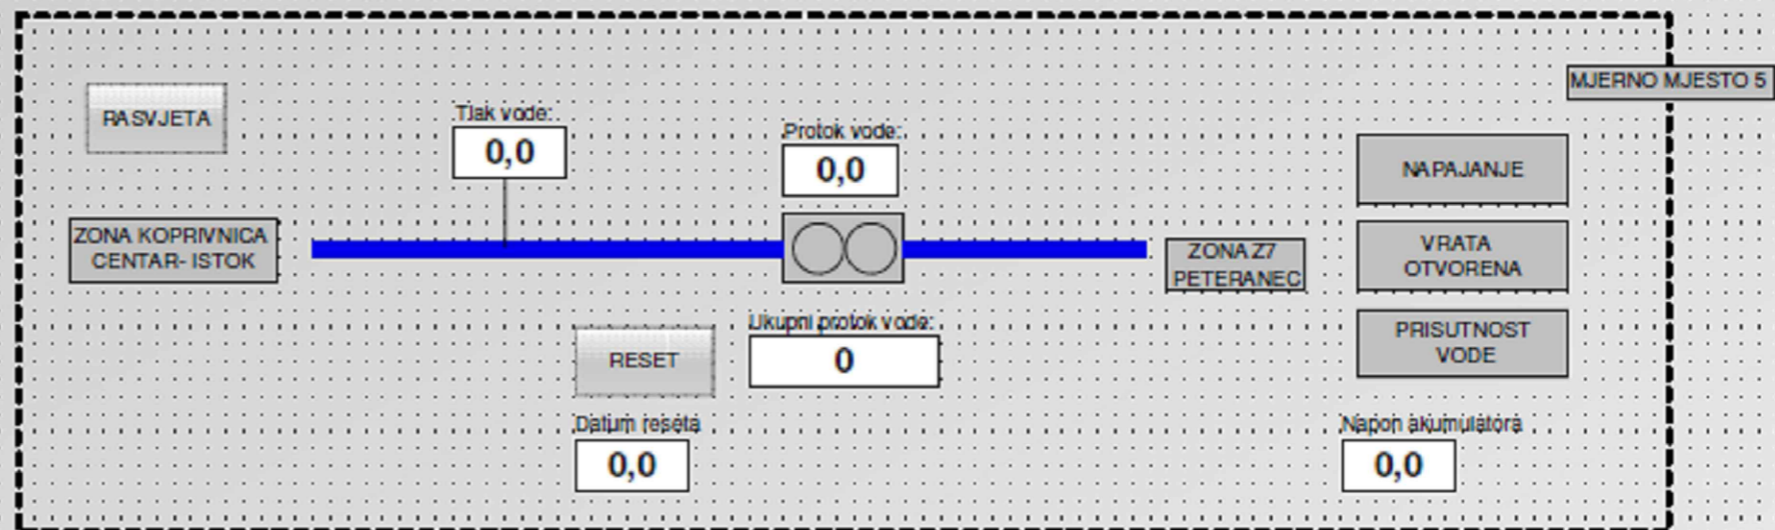 MJERNO MJESTO 5
RASVJETA
Tlak vode:
0,0
Protok vode:
0,0
NAPAJANJE
ZONA KOPRIVNICA
CENTAR- ISTOK
ZONA Z7
PETERANEC
VRATA
OTVORENA
RESET
Ukupni protok vode:
0
PRISUTNOST
VODE
Datum reseta
0,0
Napon akumulatora
0,0